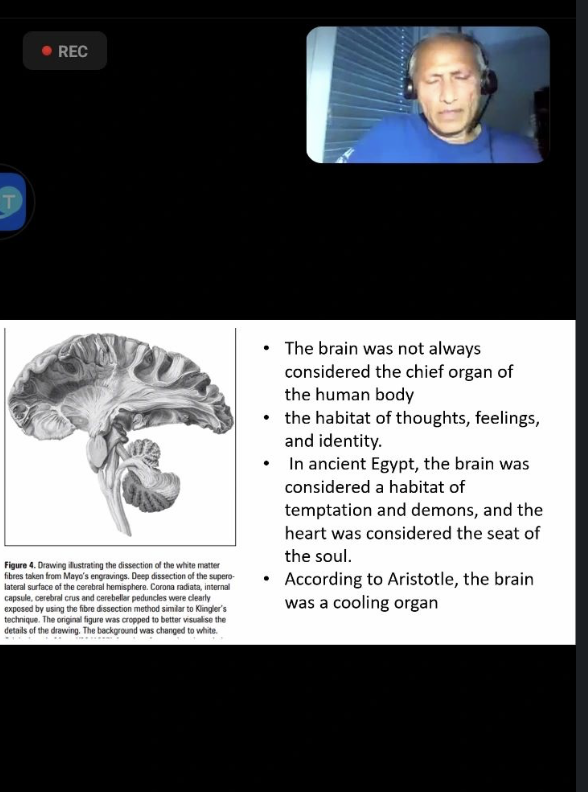 REC
T
• The brain was not always
considered the chief organ of
the human body
• the habitat of thoughts, feelings,
and identity.
• In ancient Egypt, the brain was
considered a habitat of
temptation and demons, and the
heart was considered the seat of
the soul.
• According to Aristotle, the brain
was a cooling organ
Figure 4. Drawing illustrating the dissection of the white matter
fibres taken from Mayo's engravings. Deep dissection of the supero-
lateral surface of the cerebral hemisphere. Corona radiata, internal
capsule, cerebral crus and cerebellar peduncles were clearly
exposed by using the fibre dissection method similar to Klingler's
technique. The original figure was cropped to better visualise the
details of the drawing. The background was changed to white.